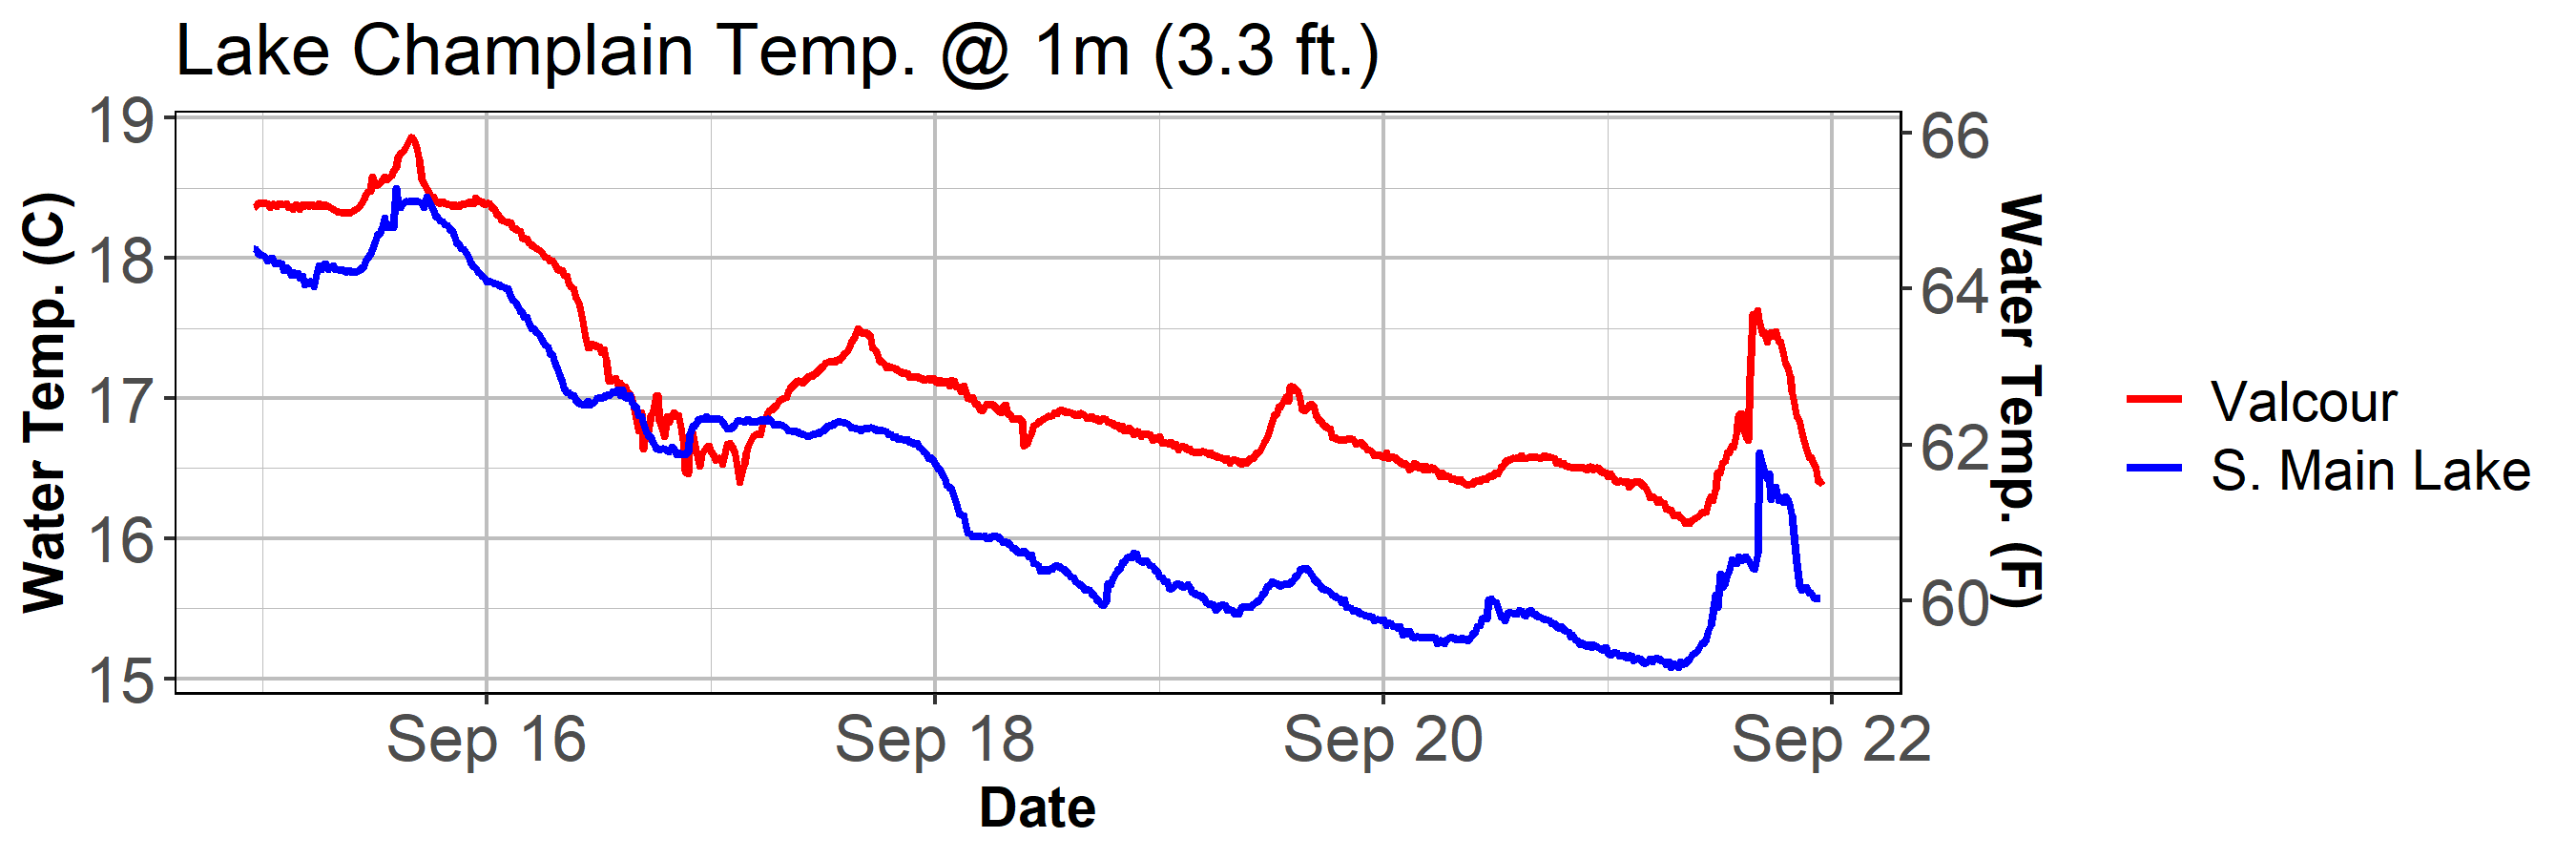 Lake Champlain Temp. @ 1m (3.3 ft.)
Water Temp. (C)
19
18
17
16
15
66
64
62
60
Water Temp. (F)
Sep 16
Sep 18
Sep 20
Sep 22
Date
Valcour
S. Main Lake